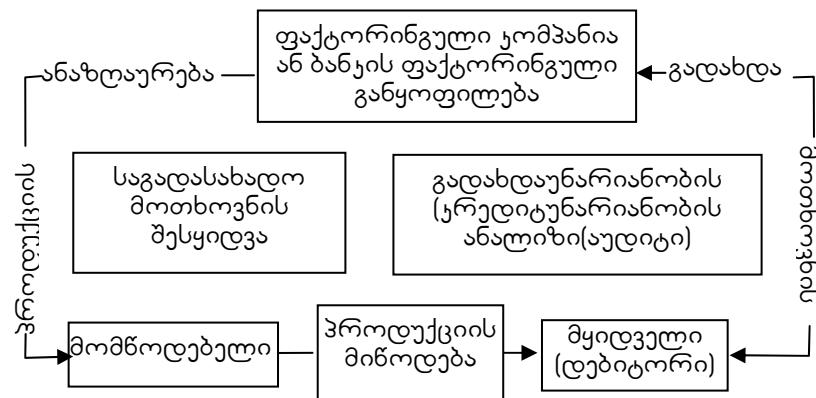 ფაქტორინგული კომპანია
ან ბანკის ფაქტორინგული
განყოფილება
ანაზღაურება
გადახდა
პროდუქციის
საგადასახადო
მოთხოვნის
შესყიდვა
გადახდაუნარიანობის
(კრედიტუნარიანობის
ანალიზი(აუდიტი)
მოთხოვნის
მომწოდებელი
პროდუქციის
მიწოდება
მყიდველი
(დებიტორი)